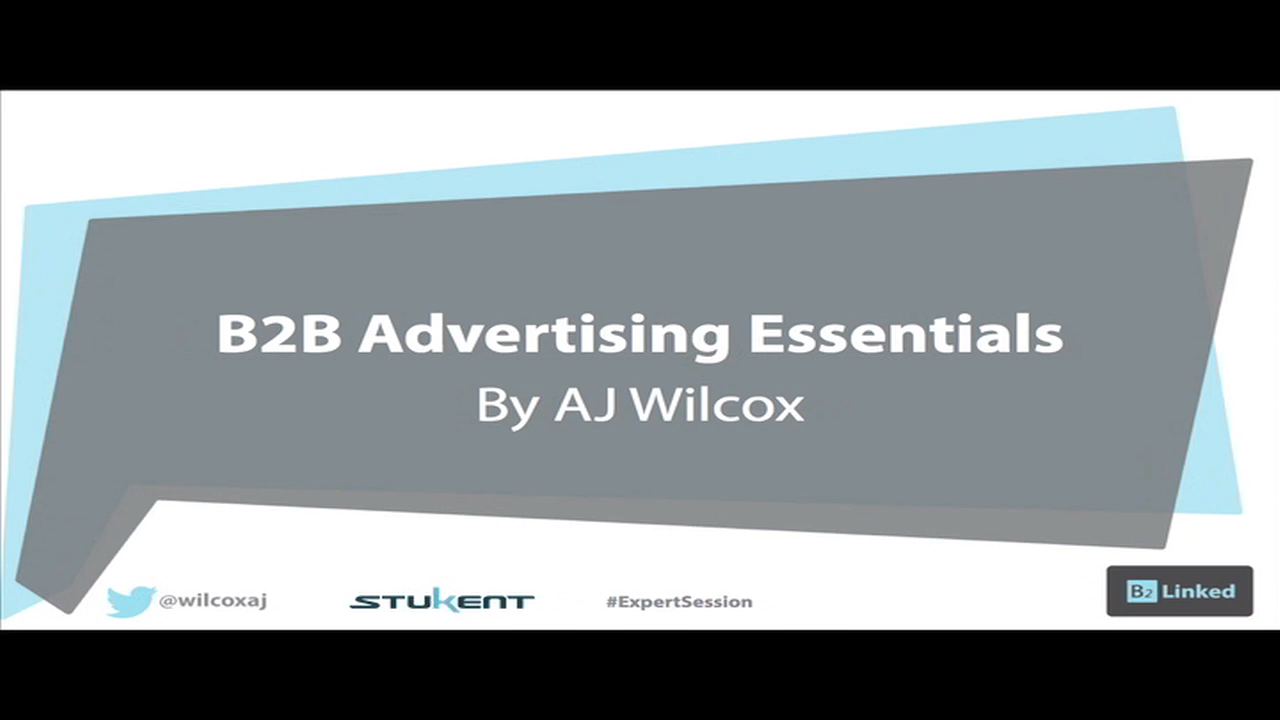 B2B Advertising Essentials
By AJ Wilcox
@wilcoxaj
STUKENT
#ExpertSession
B2 Linked